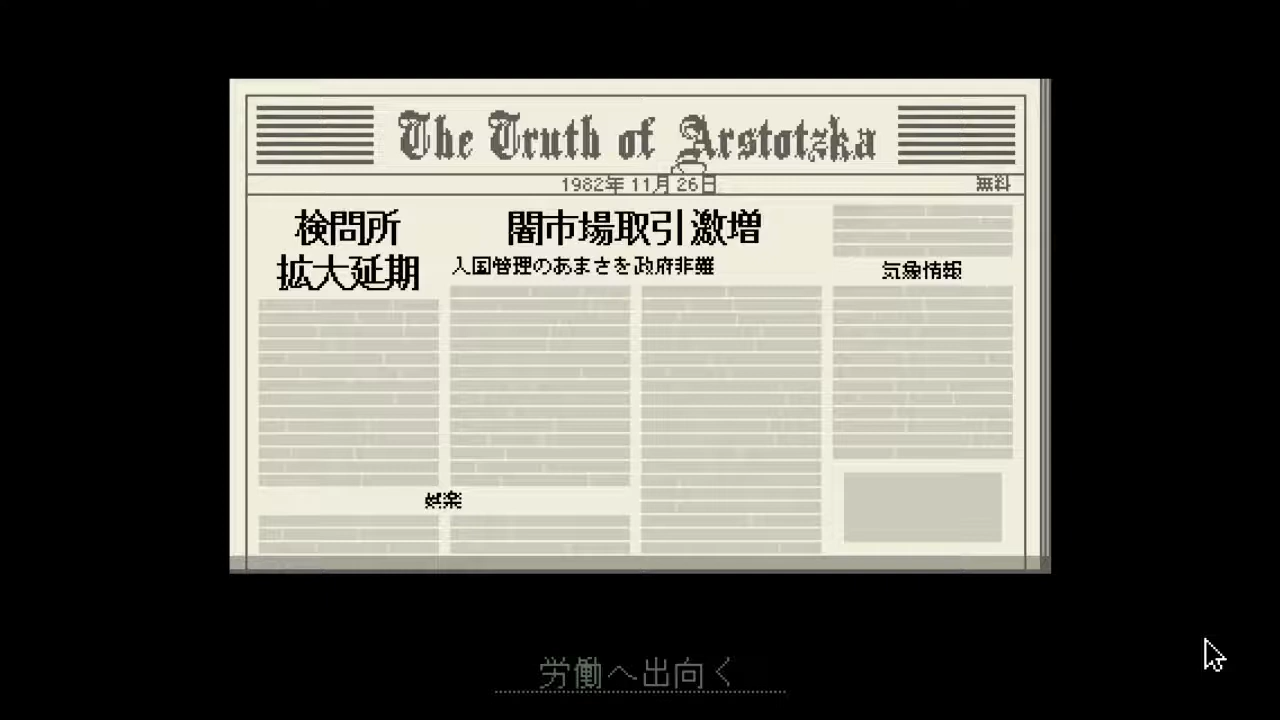 The Truth of Arstotzka
1982年 11月 26日
無料
検問所
拡大延期
闇市場取引激増
入国管理のあまさを政府非難
気象情報
娯楽
労働へ出向く